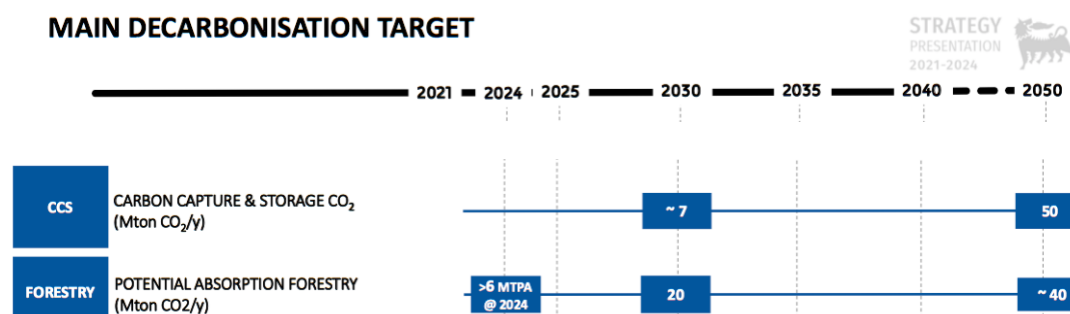 MAIN DECARBONISATION TARGET
STRATEGY
PRESENTATION
2021-2024
2021 2024 2025 2030 2035 2040 2050
CCS
CARBON CAPTURE & STORAGE CO₂
(Mton CO₂/y)
~ 7
50
FORESTRY
POTENTIAL ABSORPTION FORESTRY
(Mton CO2/y)
>6 MTPA
@ 2024
20
~ 40